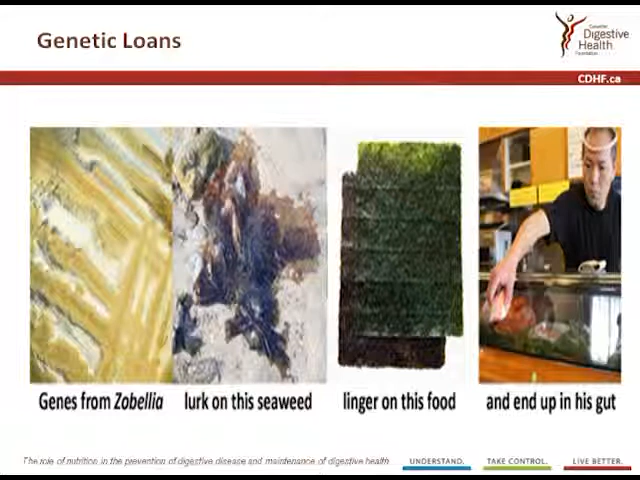 Genetic Loans
Canadian
Digestive
Health
Foundation
CDHF.ca
Genes from Zobellia
lurk on this seaweed
linger on this food
and end up in his gut
The role of nutrition in the prevention of digestive disease and maintenance of digestive health
UNDERSTAND.
TAKE CONTROL.
LIVE BETTER.